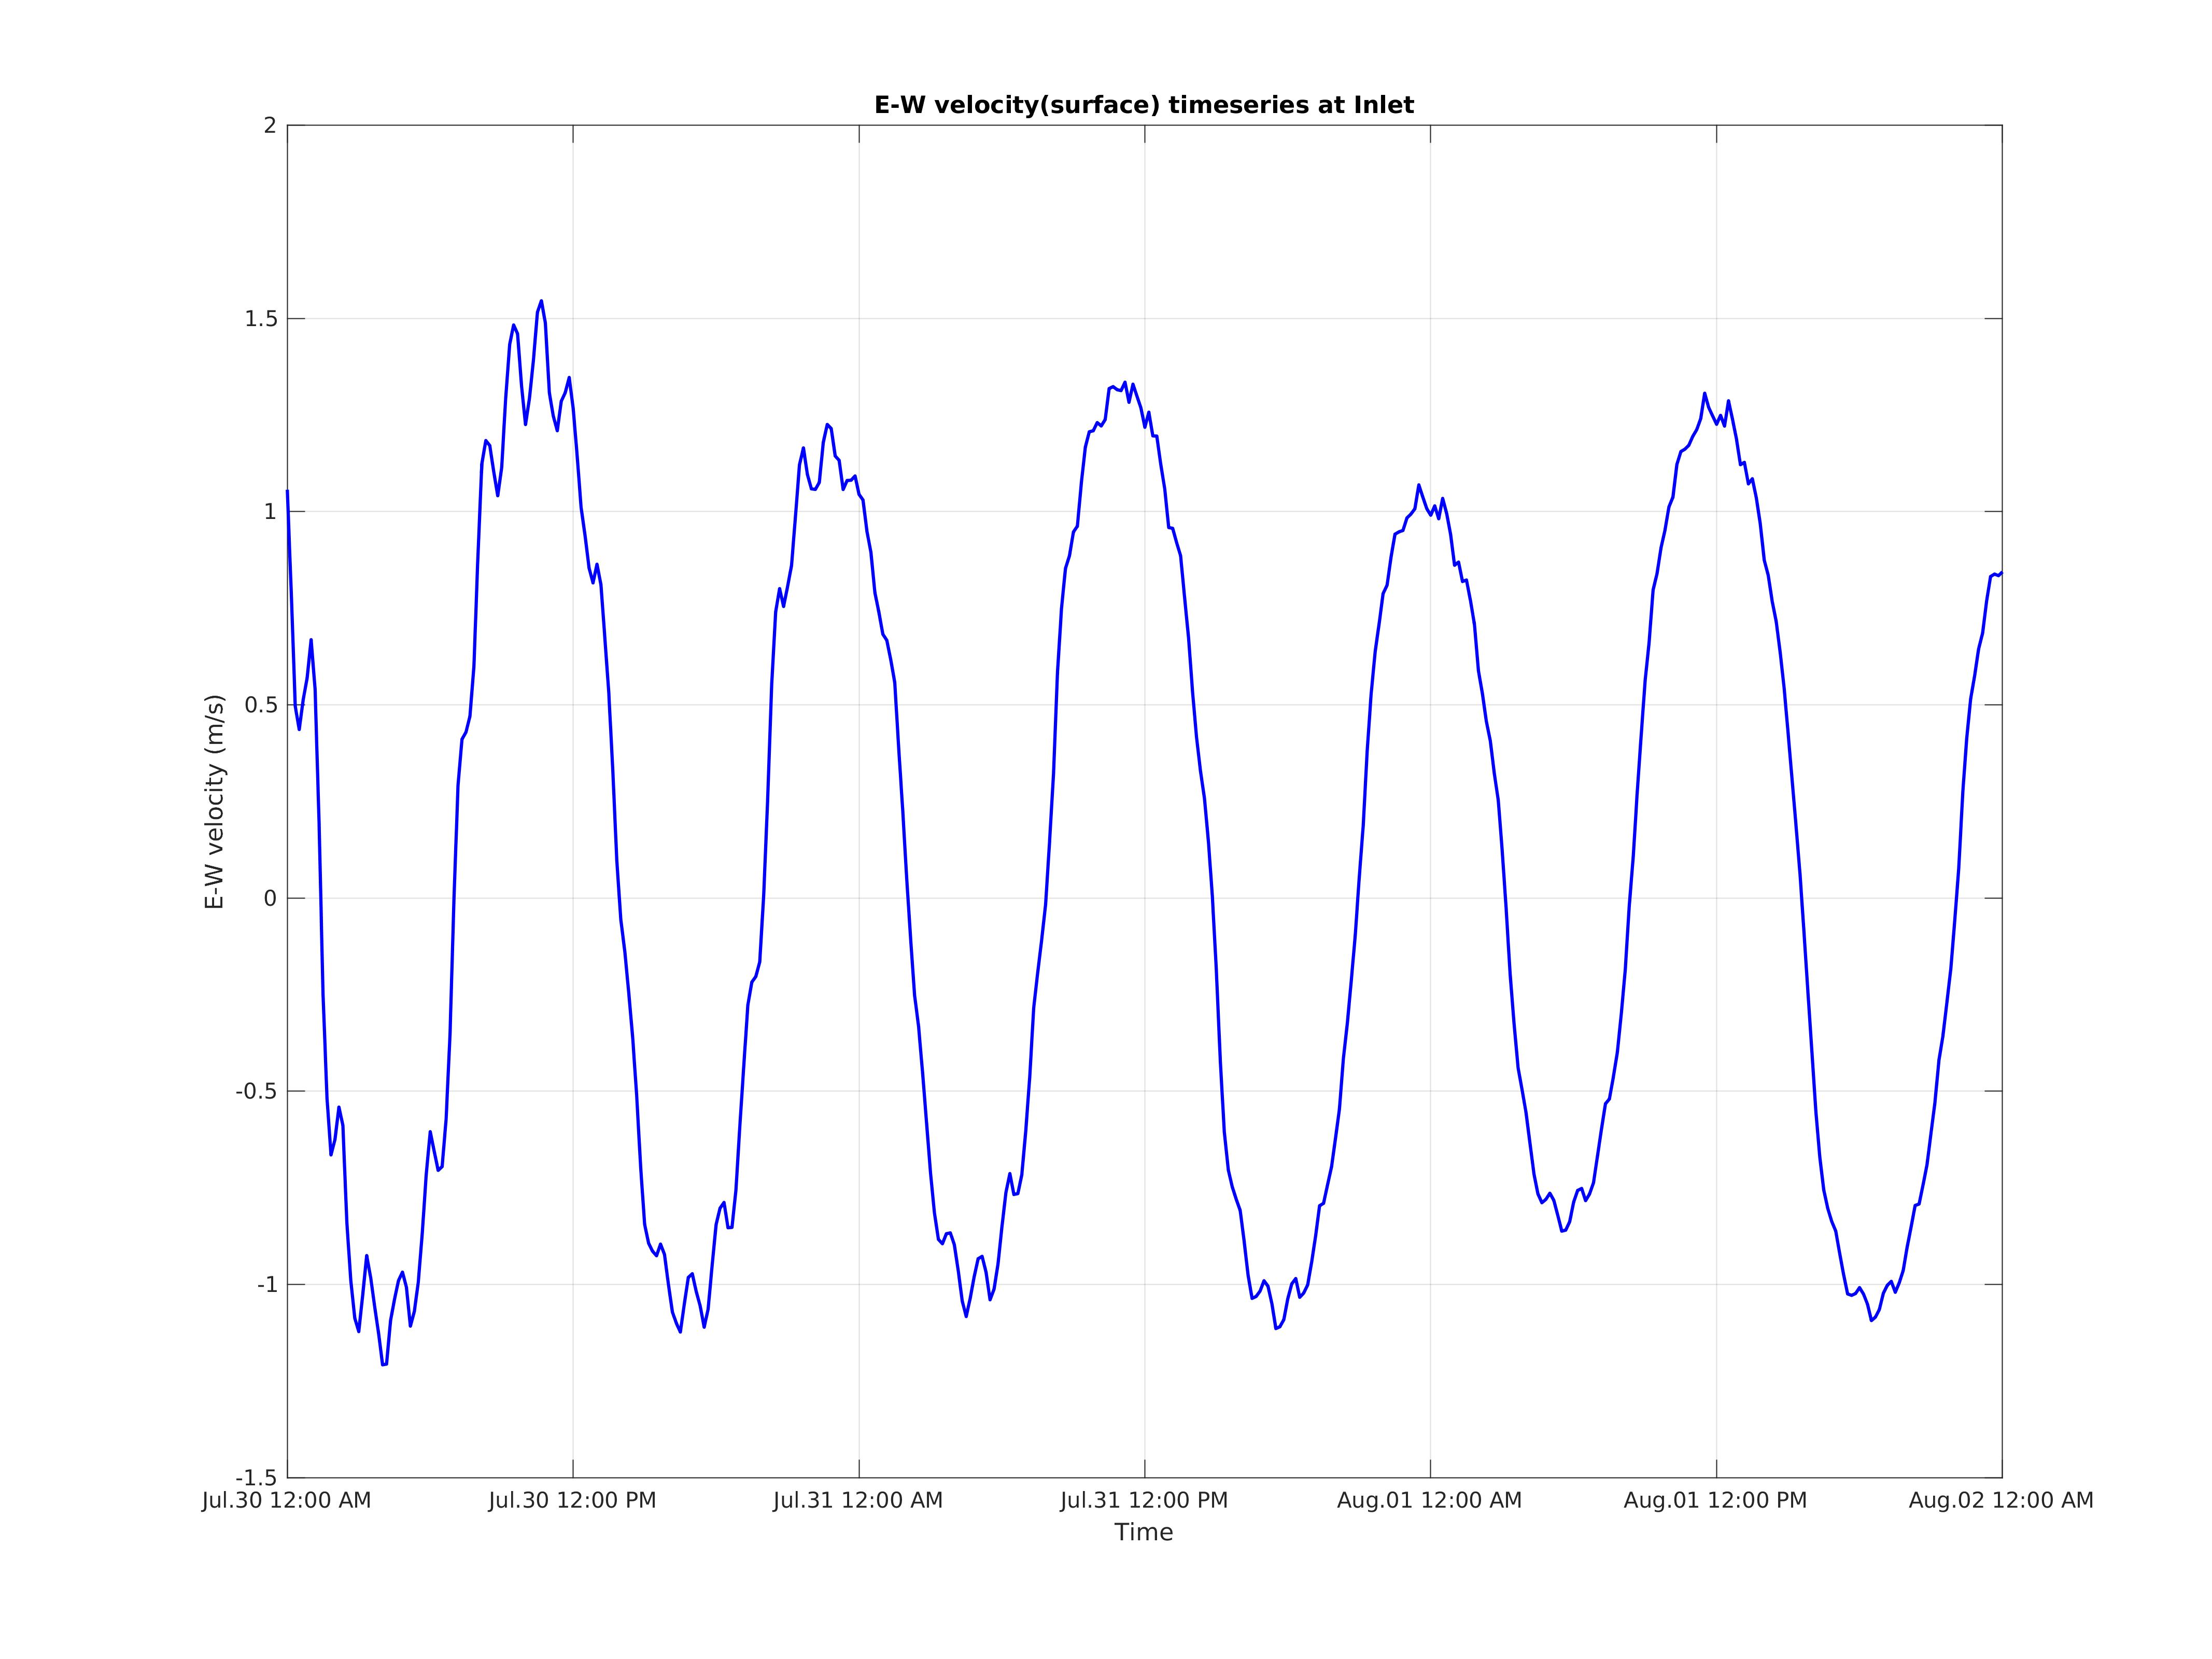 E-W velocity(surface) timeseries at Inlet
2
1.5
1
0.5
0
-0.5
-1
-1.5
E-W velocity (m/s)
Jul.30 12:00 AM
Jul.30 12:00 PM
Jul.31 12:00 AM
Jul.31 12:00 PM
Aug.01 12:00 AM
Aug.01 12:00 PM
Aug.02 12:00 AM
Time